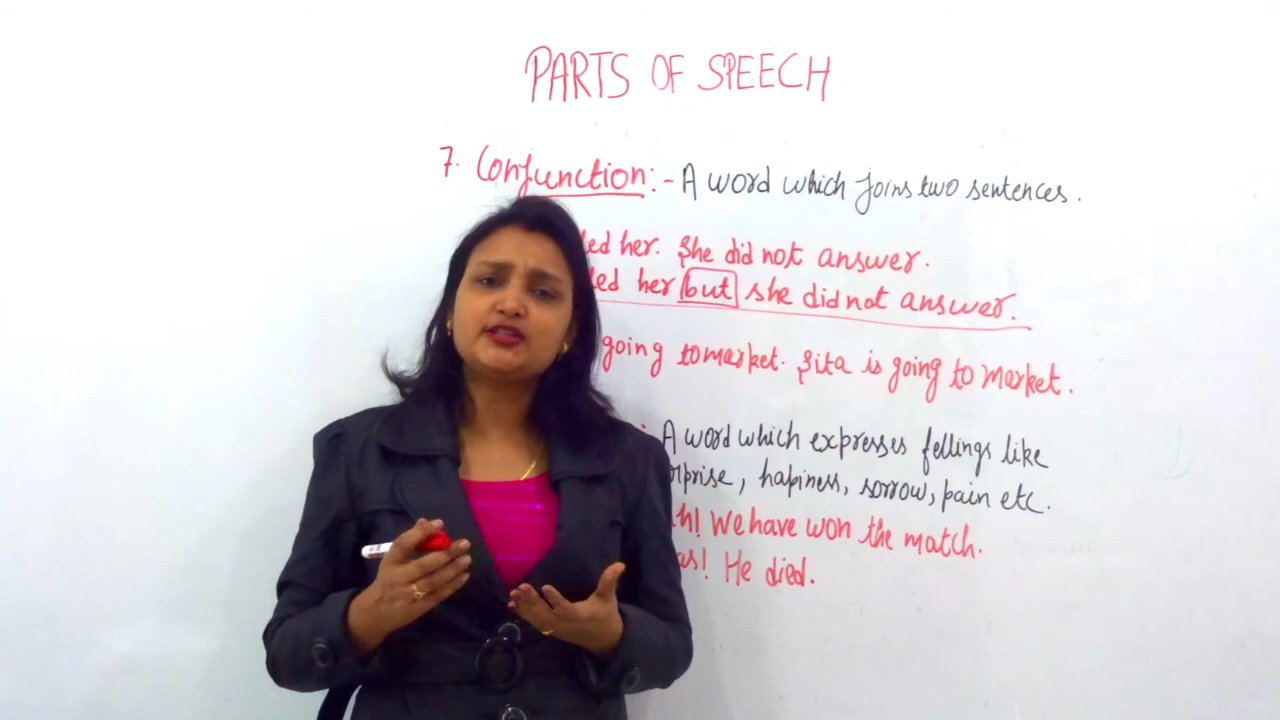 PARTS OF SPEECH
7. Conjunction:- A word which joins two sentences.
her. She did not answer.
her but she did not answer.
going to market. Sita is going to market.
: A word which expresses fellings like
hapiness, sorrow, pain etc.
We have won the match.
He died.